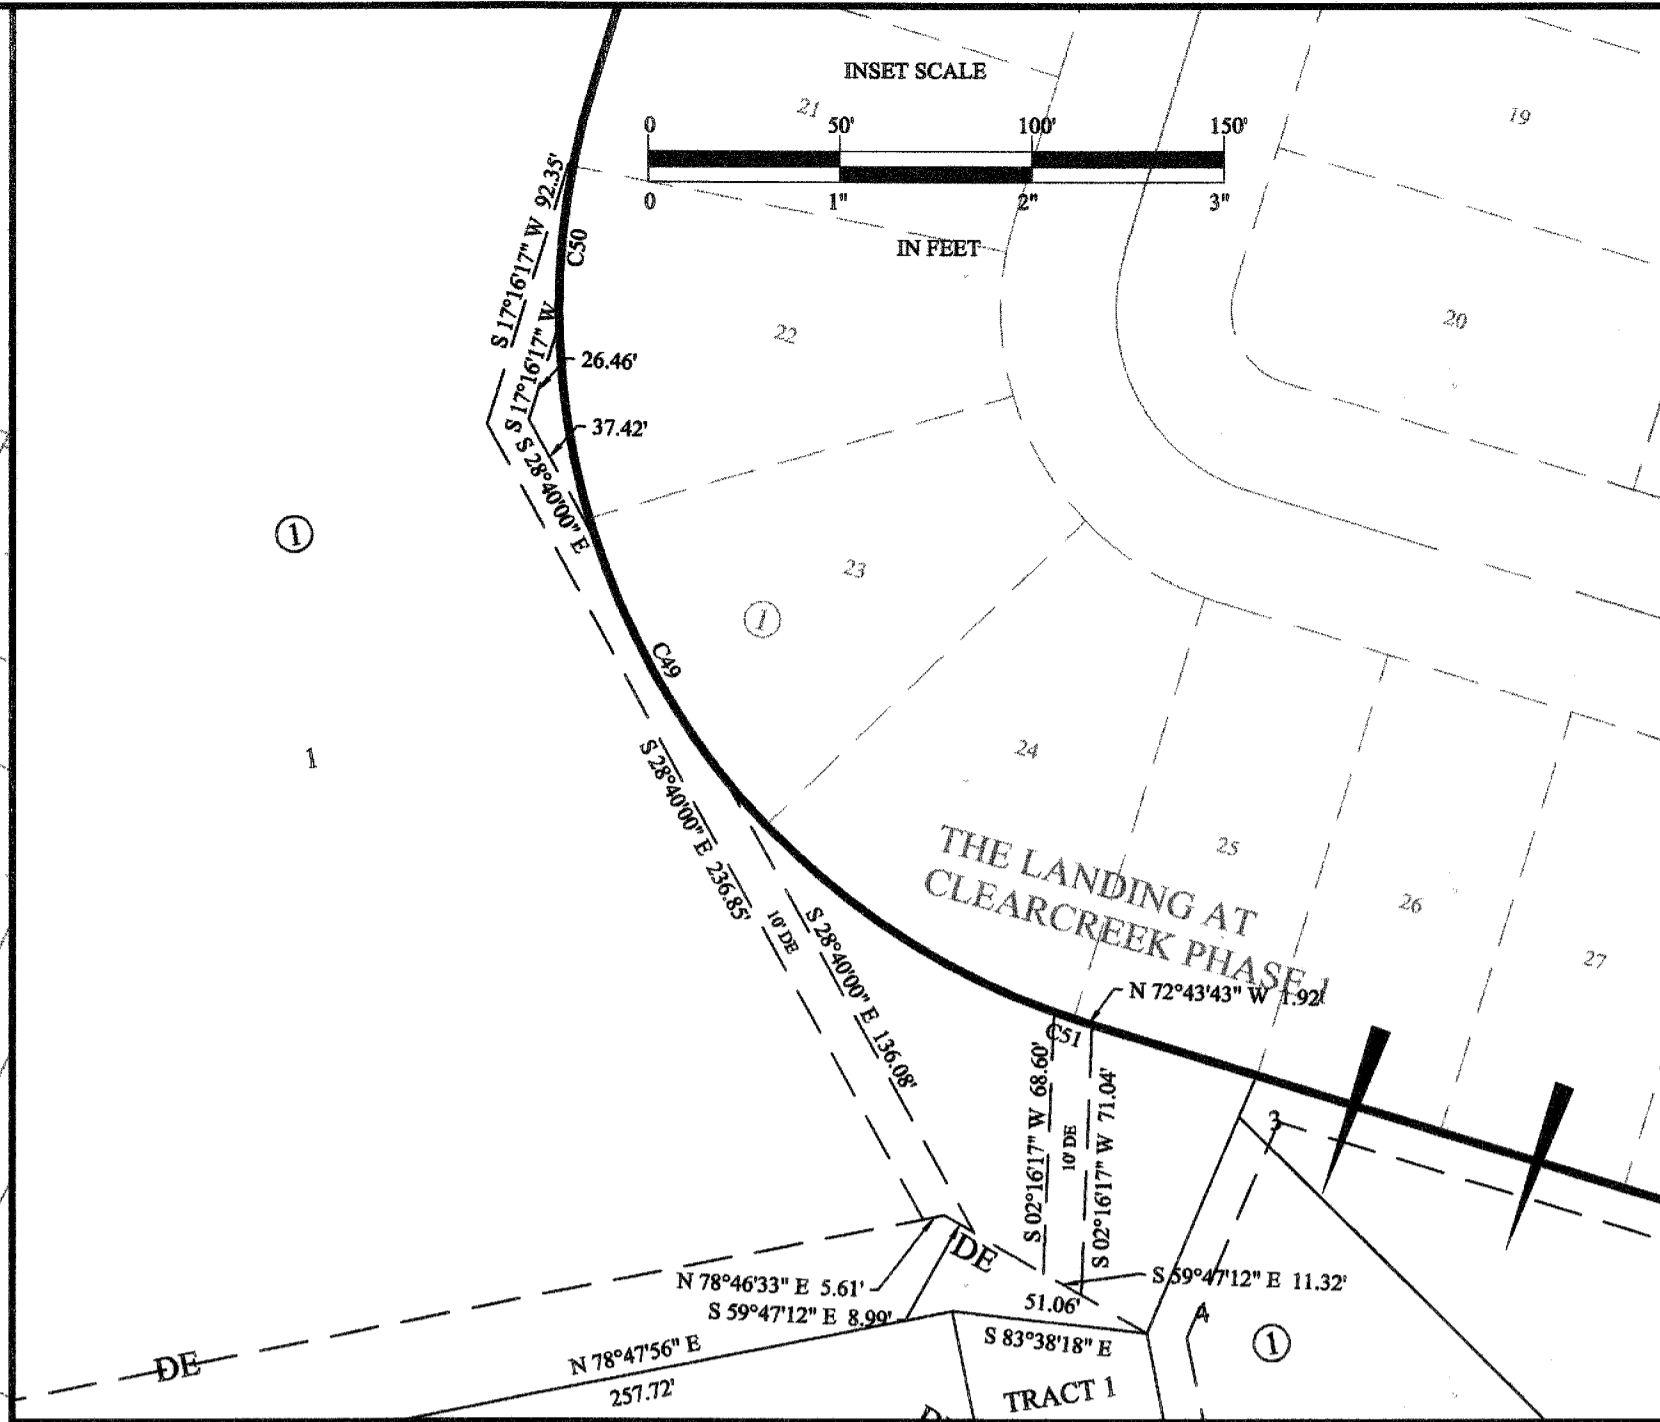 INSET SCALE
21
19
0 50' 100' 150'
0 1" 2" 3"
IN FEET
S 17°16'17" W 92.35'
C50
S 17°16'17" W
26.46'
22
20
37.42'
S 28°40'00" E
1
23
1
C49
1
24
S 28°40'00" E 236.85'
10' DE
S 28°40'00" E 136.08'
25
26
27
THE LANDING AT
CLEARCREEK PHASE 1
N 72°43'43" W 1.92'
C51
S 02°16'17" W 68.60'
10' DE
S 02°16'17" W 71.04'
3
DE
N 78°46'33" E 5.61'
S 59°47'12" E 11.32'
S 59°47'12" E 8.99'
51.06'
4
S 83°38'18" E
1
DE
N 78°47'56" E
257.72'
TRACT 1